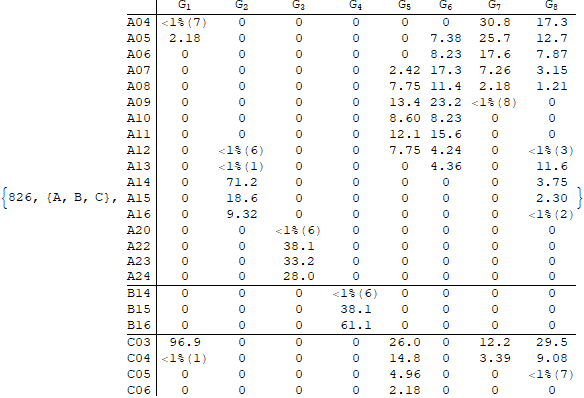 G1 G2 G3 G4 G5 G6 G7 G8
A04 <1%(7) 0 0 0 0 0 30.8 17.3
A05 2.18 0 0 0 0 7.38 25.7 12.7
A06 0 0 0 0 0 8.23 17.6 7.87
A07 0 0 0 0 2.42 17.3 7.26 3.15
A08 0 0 0 0 7.75 11.4 2.18 1.21
A09 0 0 0 0 13.4 23.2 <1%(8) 0
A10 0 0 0 0 8.60 8.23 0 0
A11 0 0 0 0 12.1 15.6 0 0
A12 0 <1%(6) 0 0 7.75 4.24 0 <1%(3)
A13 0 <1%(1) 0 0 0 4.36 0 11.6
A14 0 71.2 0 0 0 0 0 3.75
{826, {A, B, C}, A15 0 18.6 0 0 0 0 0 2.30 }
A16 0 9.32 0 0 0 0 0 <1%(2)
A20 0 0 <1%(6) 0 0 0 0 0
A22 0 0 38.1 0 0 0 0 0
A23 0 0 33.2 0 0 0 0 0
A24 0 0 28.0 0 0 0 0 0
B14 0 0 0 <1%(6) 0 0 0 0
B15 0 0 0 38.1 0 0 0 0
B16 0 0 0 61.1 0 0 0 0
C03 96.9 0 0 0 26.0 0 12.2 29.5
C04 <1%(1) 0 0 0 14.8 0 3.39 9.08
C05 0 0 0 0 4.96 0 0 <1%(7)
C06 0 0 0 0 2.18 0 0 0